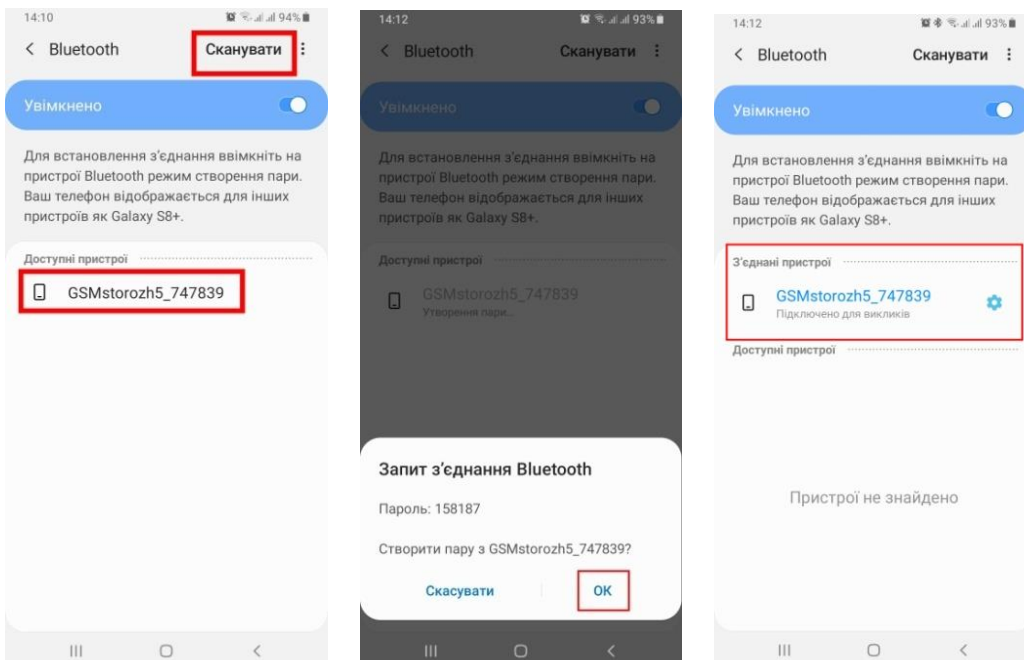 14:10
94%
Bluetooth
Сканувати
Увімкнено
Для встановлення з'єднання ввімкніть на
пристрої Bluetooth режим створення пари.
Ваш телефон відображається для інших
пристроїв як Galaxy S8+.
Доступні пристрої
GSMstorozh5_747839
14:12
93%
Bluetooth
Сканувати
Увімкнено
Для встановлення з'єднання ввімкніть на
пристрої Bluetooth режим створення пари.
Ваш телефон відображається для інших
пристроїв як Galaxy S8+.
Доступні пристрої
GSMstorozh5_747839
Утворення пари...
Запит з'єднання Bluetooth
Пароль: 158187
Створити пару з GSMstorozh5_747839?
Скасувати
ОК
14:12
93%
Bluetooth
Сканувати
Увімкнено
Для встановлення з'єднання ввімкніть на
пристрої Bluetooth режим створення пари.
Ваш телефон відображається для інших
пристроїв як Galaxy S8+.
З'єднані пристрої
GSMstorozh5_747839
Підключено для викликів
Доступні пристрої
Пристрої не знайдено